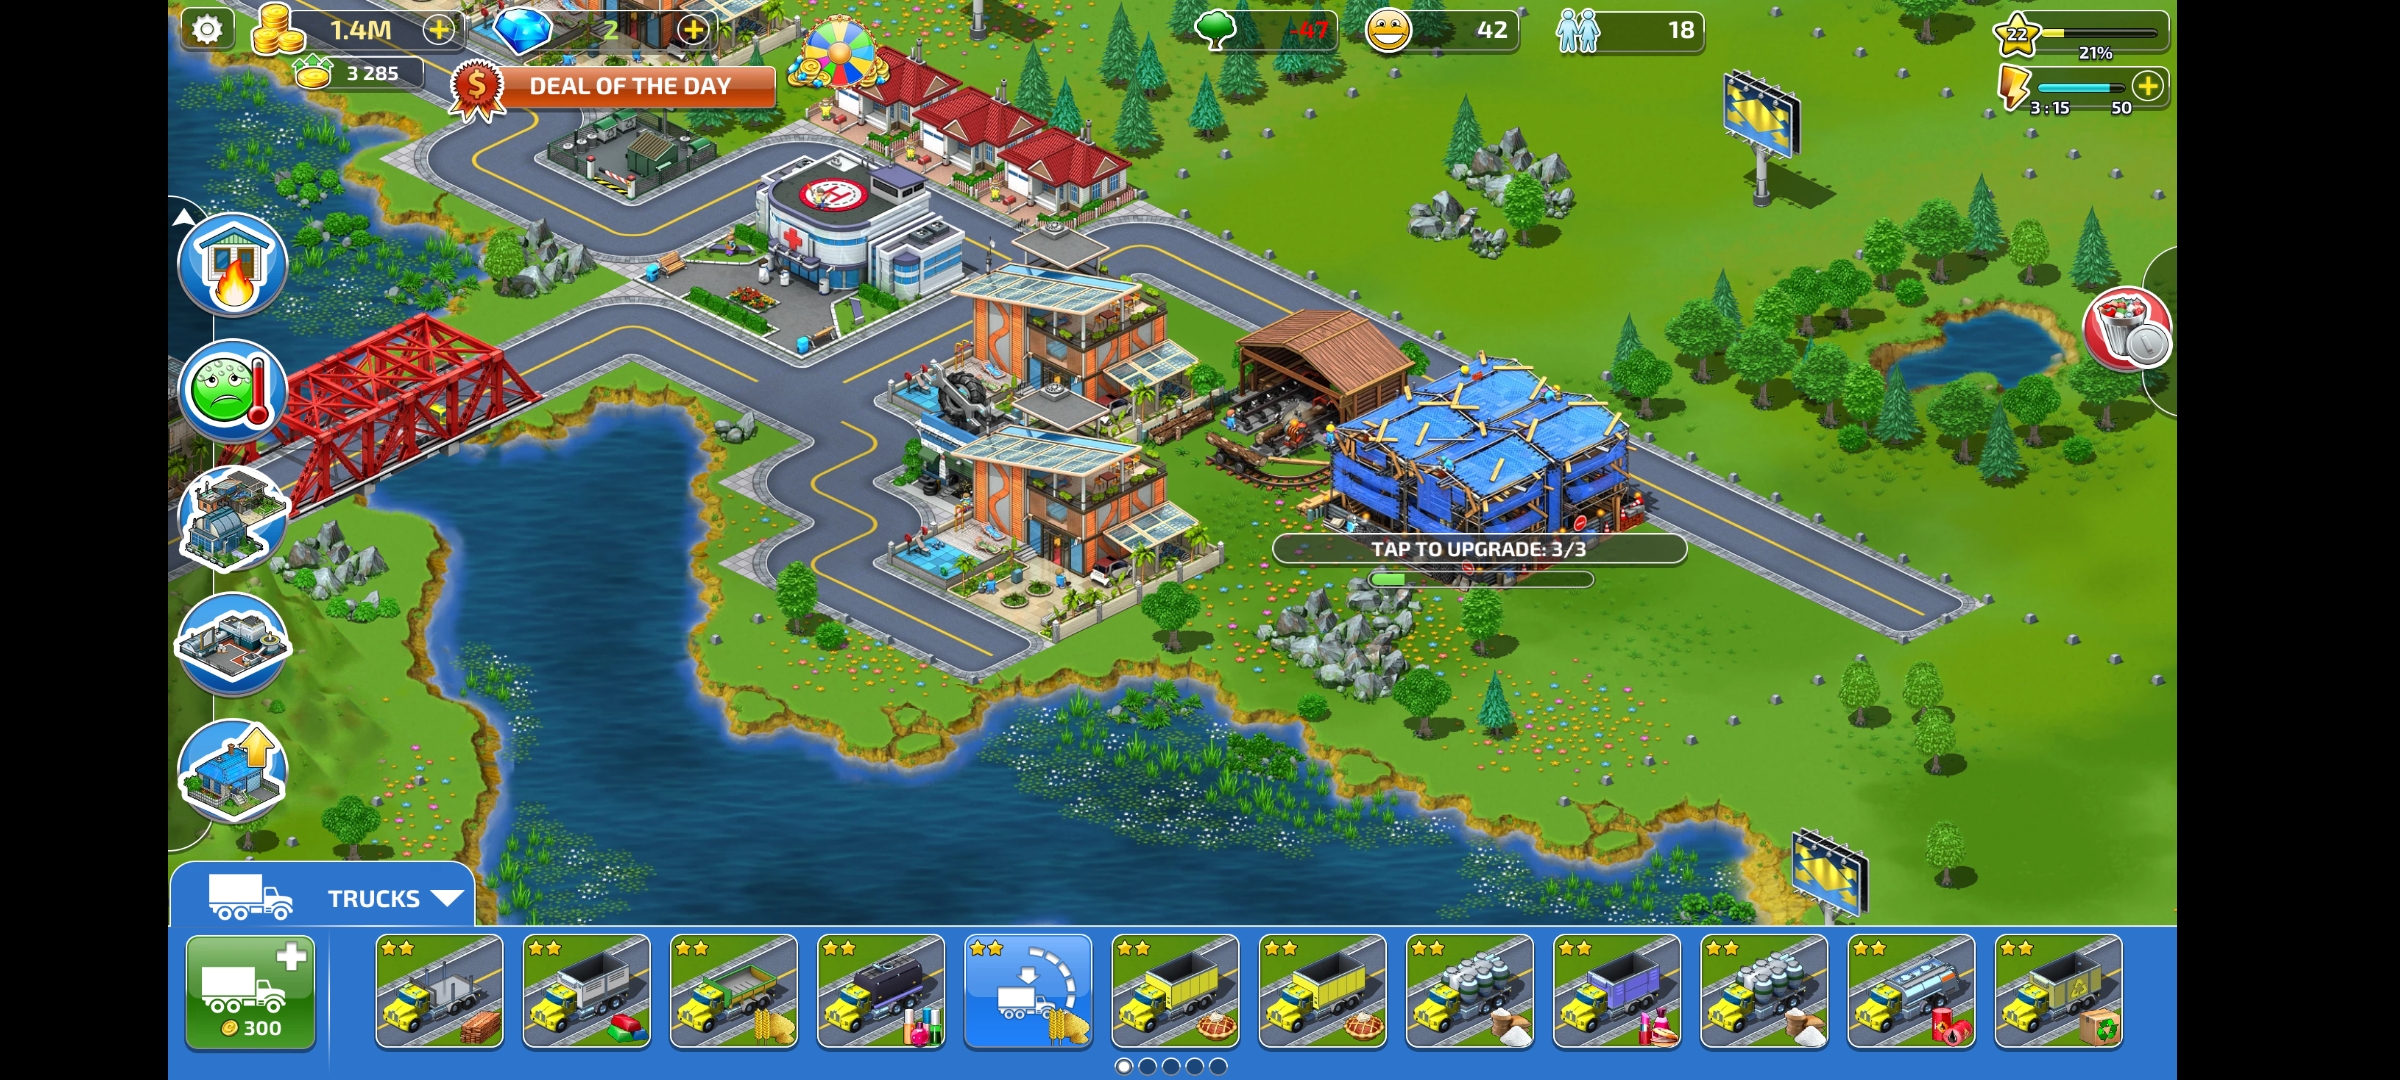 1.4M
2
-47
42
18
22
21%
3 285
DEAL OF THE DAY
3:15
50
H
TAP TO UPGRADE: 3/3
TRUCKS
300